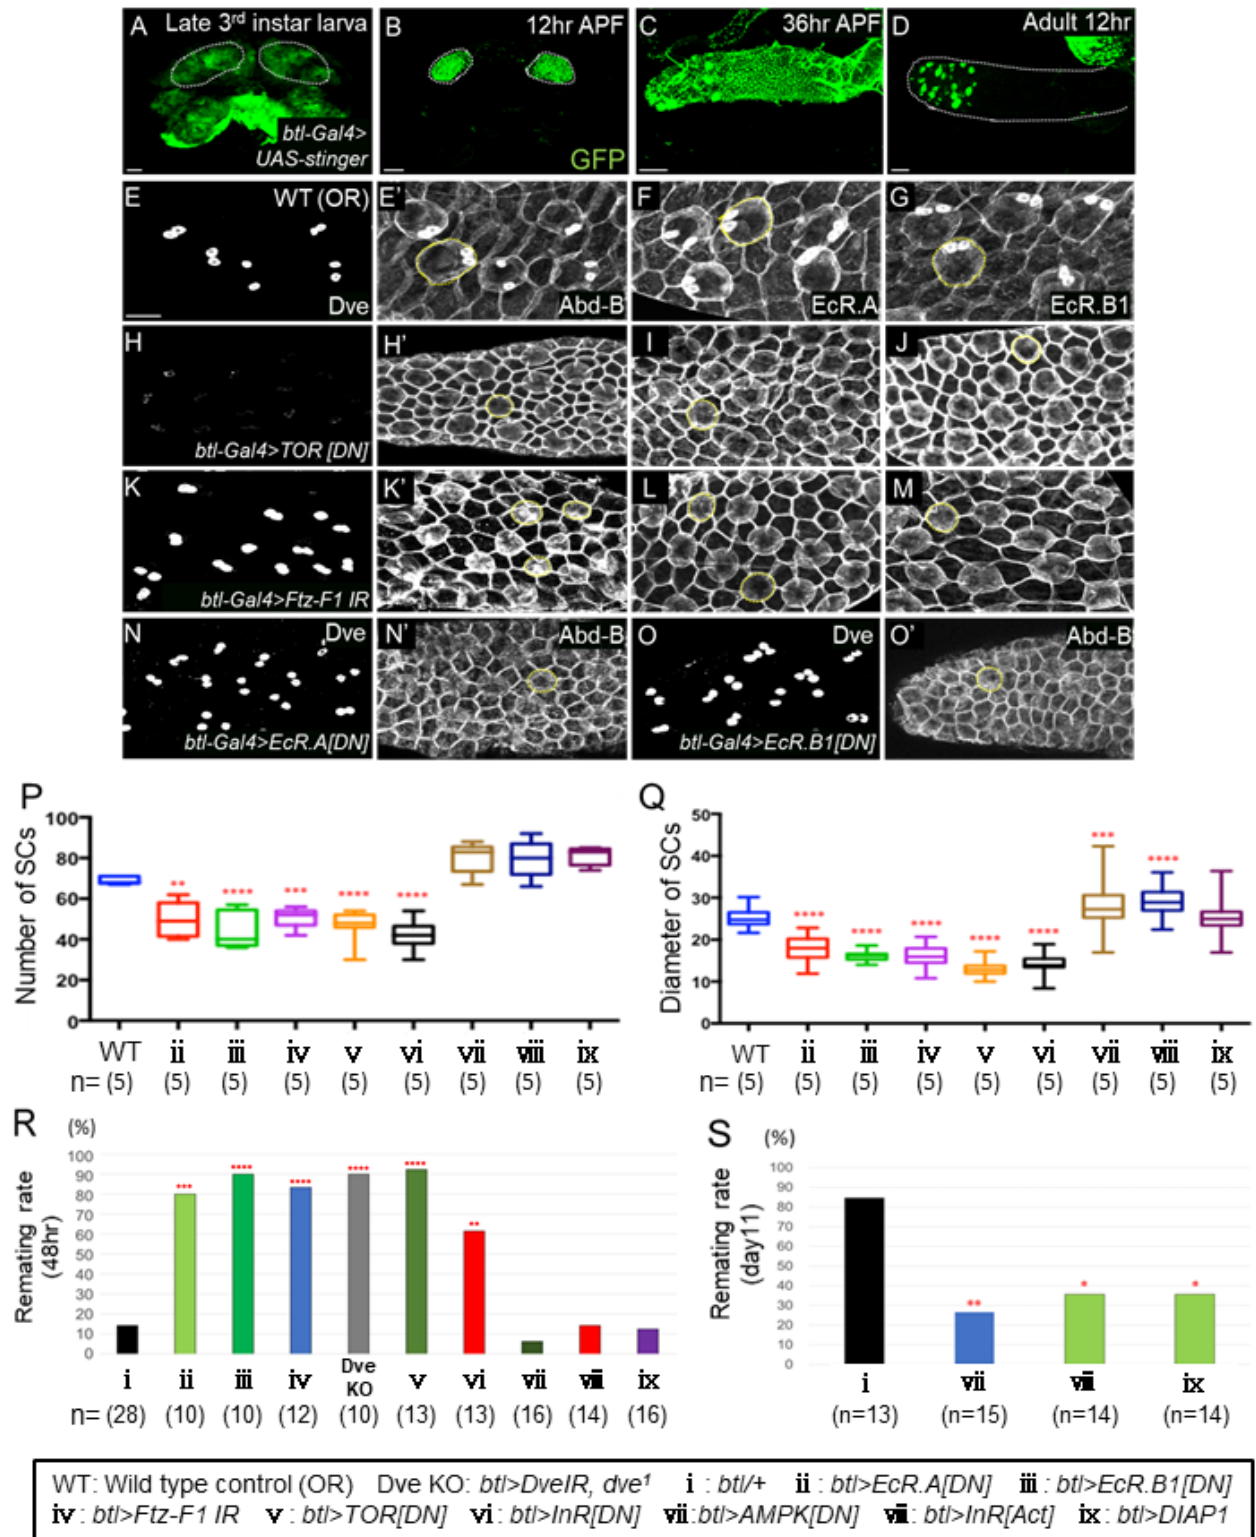 A Late 3rd instar larva
btl-Gal4>
UAS-stinger
B 12hr APF
GFP
C 36hr APF
D Adult 12hr
E WT (OR)
Dve
E'
Abd-B
F
EcR.A
G
EcR.B1
H
btl-Gal4>TOR [DN]
H'
I
J
K
btl-Gal4>Ftz-F1 IR
K'
L
M
N Dve
btl-Gal4>EcR.A[DN]
N' Abd-B
O Dve
btl-Gal4>EcR.B1[DN]
O' Abd-B
P
Number of SCs
100
80
60
40
20
0
** **** *** **** ****
WT ii iii iv v vi vii viii ix
n= (5) (5) (5) (5) (5) (5) (5) (5) (5)
Q
Diameter of SCs
50
40
30
20
10
0
**** **** **** **** **** *** ****
WT ii iii iv v vi vii viii ix
n= (5) (5) (5) (5) (5) (5) (5) (5) (5)
R (%)
Remating rate
(48hr)
100
90
80
70
60
50
40
30
20
10
0
*** **** **** **** **** **
i ii iii iv Dve KO v vi vii viii ix
n= (28) (10) (10) (12) (10) (13) (13) (16) (14) (16)
S (%)
Remating rate
(day11)
100
90
80
70
60
50
40
30
20
10
0
** * *
i vii viii ix
(n=13) (n=15) (n=14) (n=14)
WT: Wild type control (OR) Dve KO: btl>DveIR, dve1 i : btl/+ ii : btl>EcR.A[DN] iii : btl>EcR.B1[DN]
iv : btl>Ftz-F1 IR v : btl>TOR[DN] vi : btl>InR[DN] vii:btl>AMPK[DN] viii : btl>InR[Act] ix : btl>DIAP1